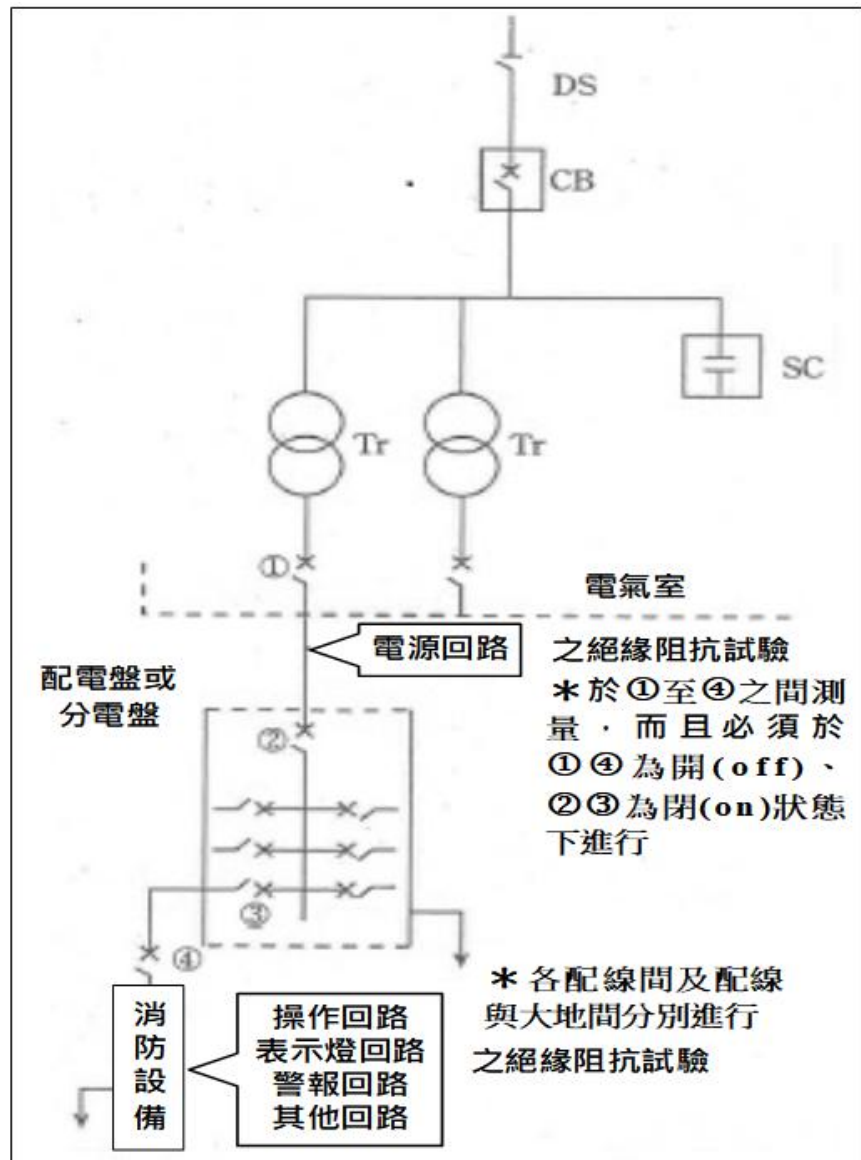 DS
CB
SC
Tr
Tr
①
電氣室
電源回路
配電盤或
分電盤
之絕緣阻抗試驗
＊於①至④之間測
量，而且必須於
①④為開(off)、
②③為閉(on)狀態
下進行
②
③
④
＊各配線間及配線
與大地間分別進行
之絕緣阻抗試驗
消
防
設
備
操作回路
表示燈回路
警報回路
其他回路